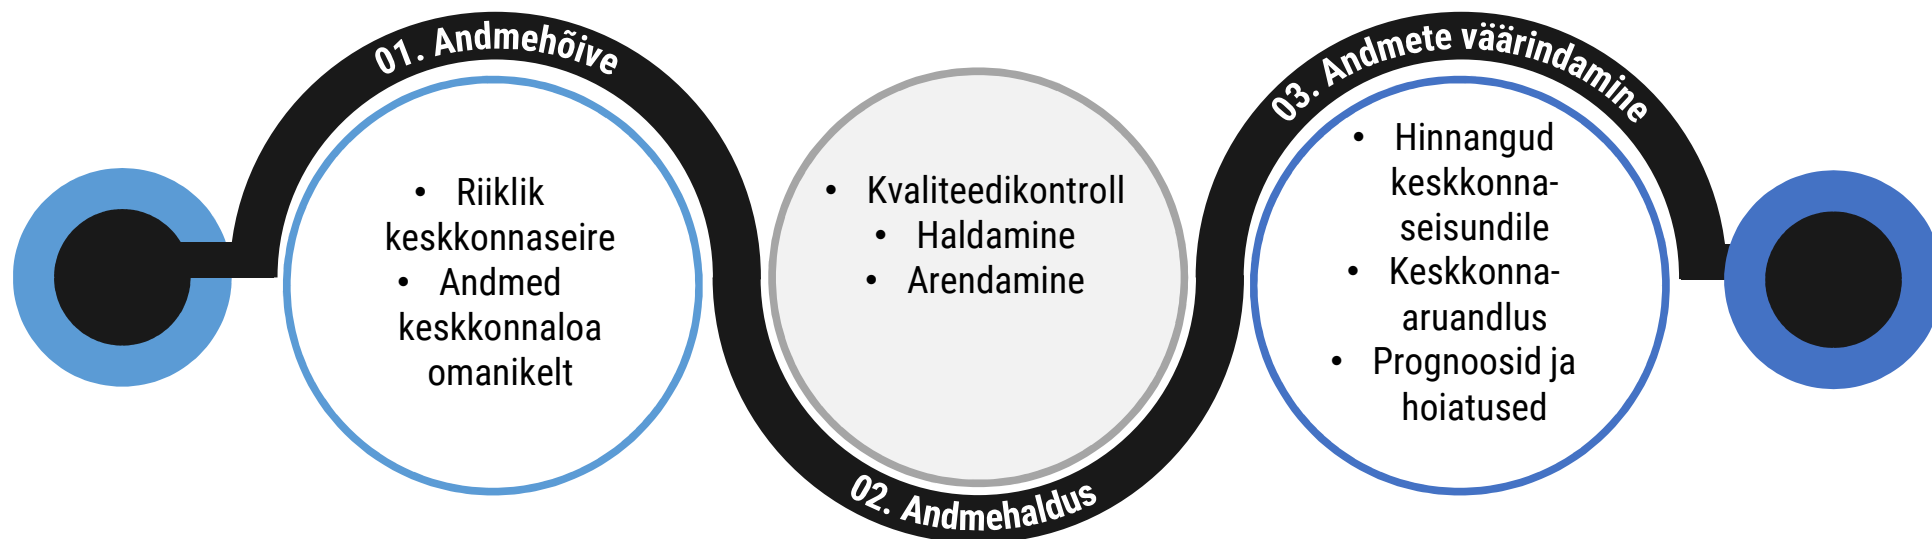 01. Andmehõive
• Riiklik
keskkonnaseire
• Andmed
keskkonnaloa
omanikelt
• Kvaliteedikontroll
• Haldamine
• Arendamine
02. Andmehaldus
03. Andmete väärindamine
• Hinnangud
keskkonna-
seisundile
• Keskkonna-
aruandlus
• Prognoosid ja
hoiatused